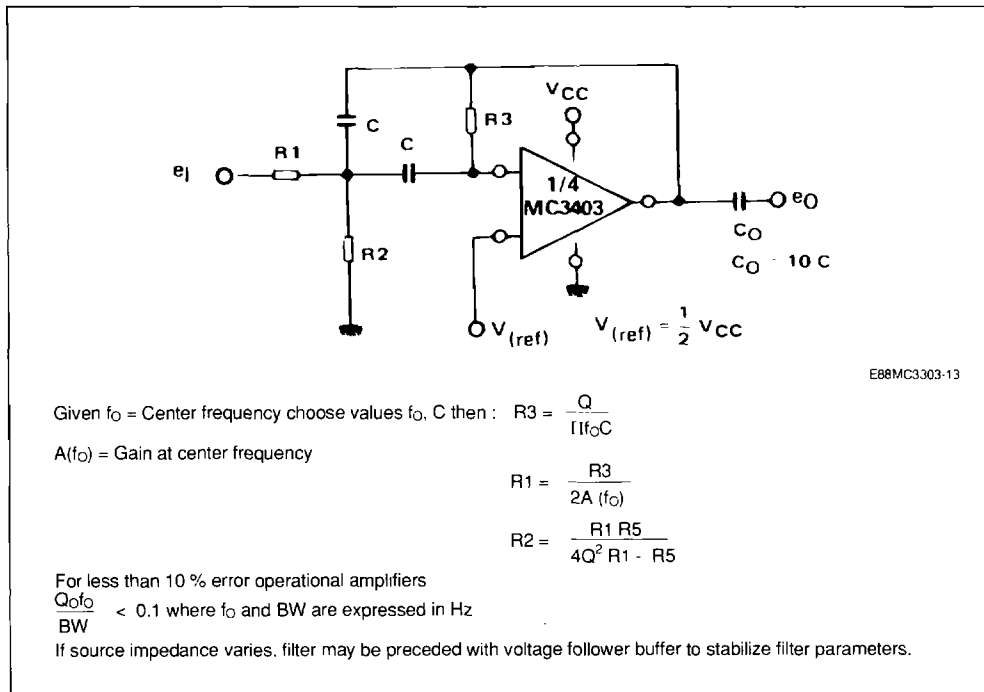 VCC
C
R3
C
R1
eI
1/4
MC3403
eO
CO
R2
CO - 10 C
V(ref)
V(ref) = 1/2 VCC
E88MC3303-13
Given fO = Center frequency choose values fO, C then : R3 = Q / ΠfOC
A(fO) = Gain at center frequency
R1 = R3 / 2A (fO)
R2 = R1 R5 / 4Q² R1 - R5
For less than 10 % error operational amplifiers
QOfO / BW < 0.1 where fO and BW are expressed in Hz
If source impedance varies, filter may be preceded with voltage follower buffer to stabilize filter parameters.